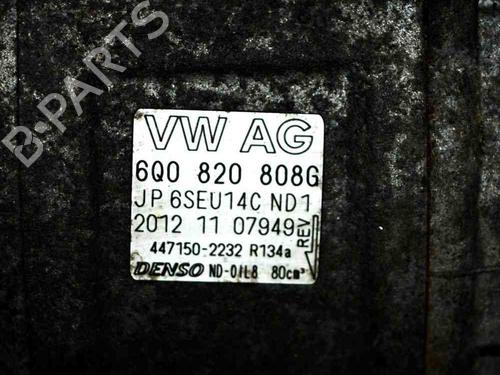 B-PARTS
VW AG
6Q0 820 808G
JP 6SEU14C ND1
2012 11 07949
REV
447150-2232 R134a
DENSO ND-OIL8 80cm³